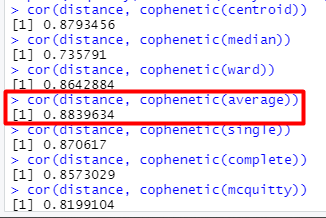 > cor(distance, cophenetic(centroid))
[1] 0.8793456
> cor(distance, cophenetic(median))
[1] 0.735791
> cor(distance, cophenetic(ward))
[1] 0.8642884
> cor(distance, cophenetic(average))
[1] 0.8839634
> cor(distance, cophenetic(single))
[1] 0.870617
> cor(distance, cophenetic(complete))
[1] 0.8573029
> cor(distance, cophenetic(mcquitty))
[1] 0.8199104